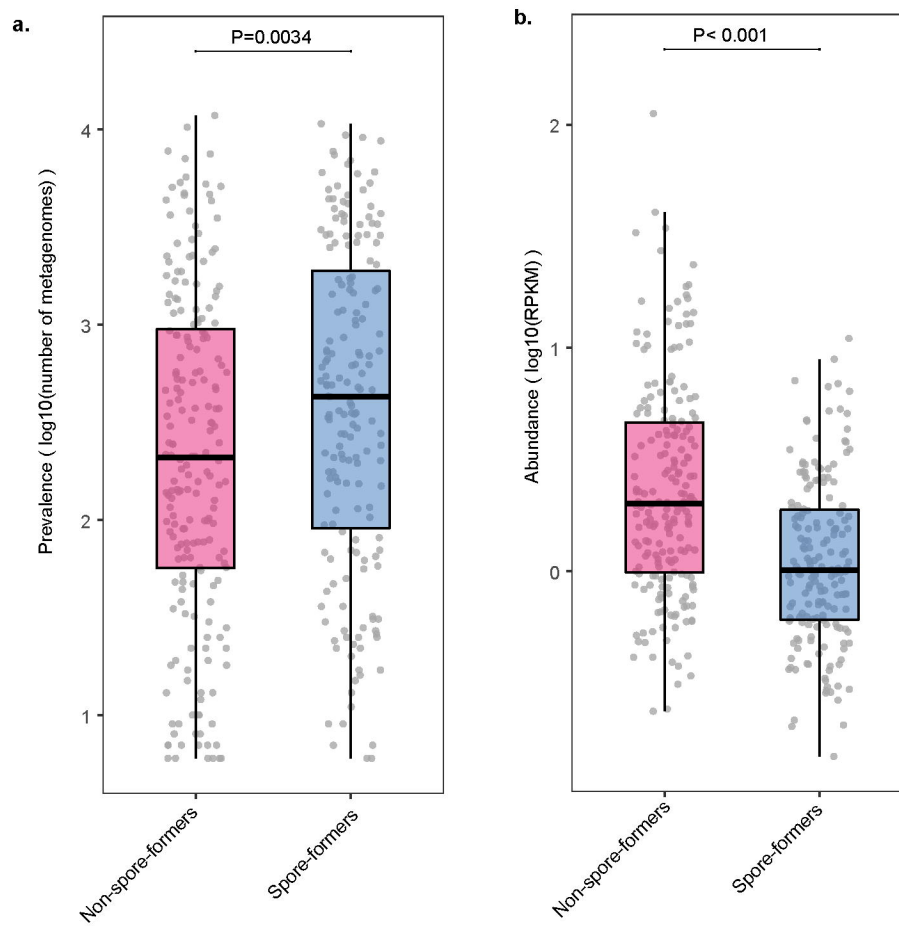 a.
P=0.0034
Prevalence ( log10(number of metagenomes) )
4
3
2
1
Non-spore-formers
Spore-formers
b.
P< 0.001
Abundance ( log10(RPKM) )
2
1
0
Non-spore-formers
Spore-formers